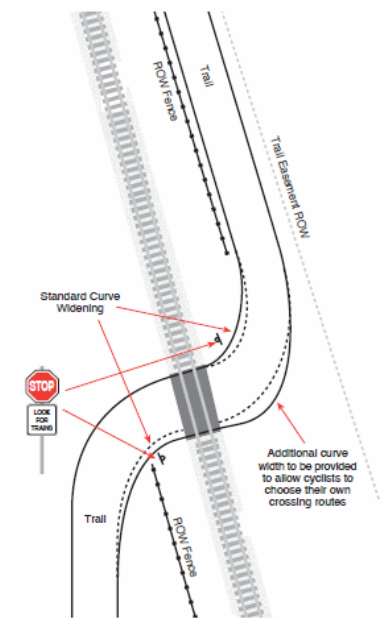 ROW Fence
Trail
Trail Easement ROW
Standard Curve
Widening
STOP
LOOK
FOR
TRAINS
Additional curve
width to be provided
to allow cyclists to
choose their own
crossing routes
Trail
ROW Fence